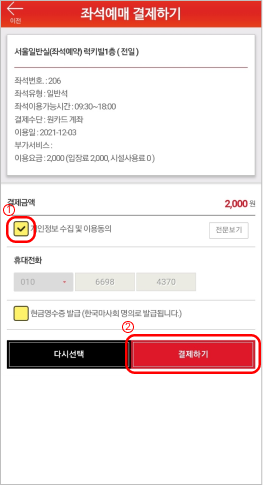 이전
좌석예매 결제하기
서울일반실(좌석예약) 럭키빌1층 ( 전일 )
좌석번호. : 206
좌석유형 : 일반석
좌석이용가능시간 : 09:30~18:00
결제수단 : 원카드 계좌
이용일 : 2021-12-03
부가서비스 :
이용요금 : 2,000 (입장료 2,000, 시설사용료 0 )
결제금액 2,000 원
①
개인정보 수집 및 이용동의 전문보기
휴대전화
010 6698 4370
현금영수증 발급 (한국마사회 명의로 발급됩니다.)
②
다시선택 결제하기